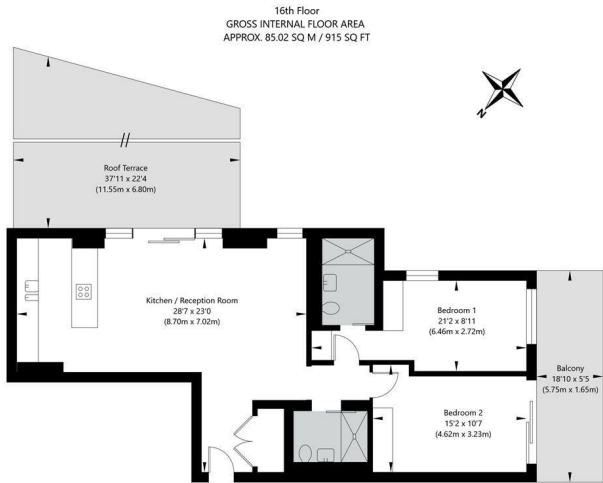 16th Floor
GROSS INTERNAL FLOOR AREA
APPROX. 85.02 SQ M / 915 SQ FT
N
Roof Terrace
37'11 x 22'4
(11.55m x 6.80m)
Kitchen / Reception Room
28'7 x 23'0
(8.70m x 7.02m)
Bedroom 1
21'2 x 8'11
(6.46m x 2.72m)
Balcony
18'10 x 5'5
(5.75m x 1.65m)
Bedroom 2
15'2 x 10'7
(4.62m x 3.23m)